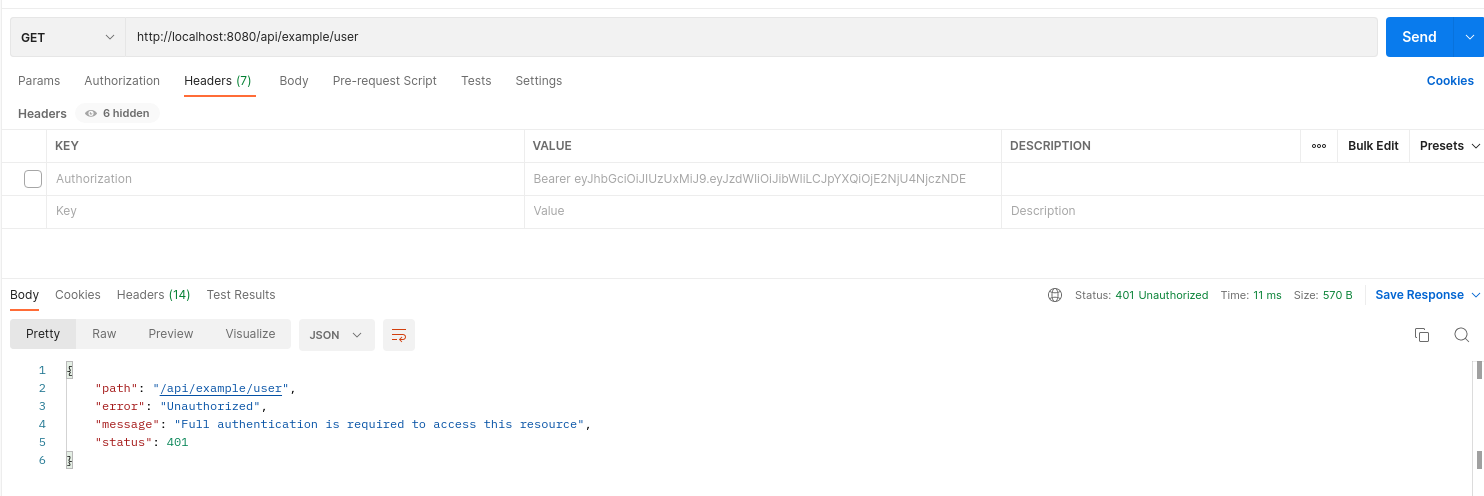 GET http://localhost:8080/api/example/user Send
Params Authorization Headers (7) Body Pre-request Script Tests Settings Cookies
Headers 6 hidden
KEY VALUE DESCRIPTION ooo Bulk Edit Presets
Authorization Bearer eyJhbGciOiJIUzUxMiJ9.eyJzdWIiOiJibWIiLCJpYXQiOjE2NjU4NjczNDE
Key Value Description
Body Cookies Headers (14) Test Results Status: 401 Unauthorized Time: 11 ms Size: 570 B Save Response
Pretty Raw Preview Visualize JSON
1 {
2 "path": "/api/example/user",
3 "error": "Unauthorized",
4 "message": "Full authentication is required to access this resource",
5 "status": 401
6 }